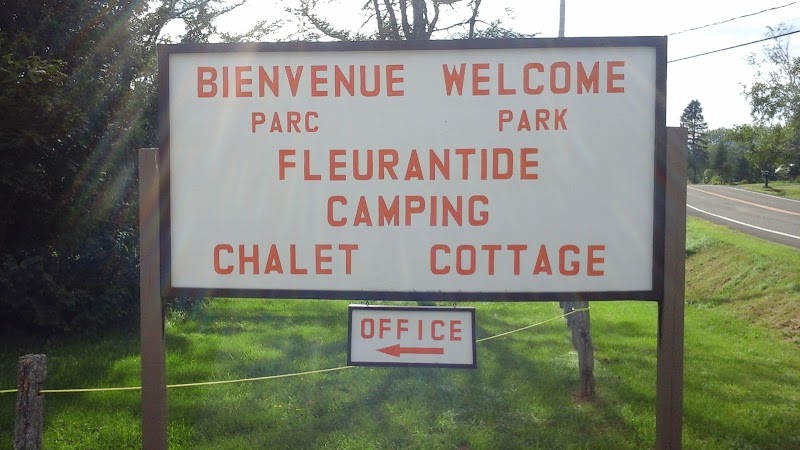 BIENVENUE WELCOME
PARC PARK
FLEURANTIDE
CAMPING
CHALET COTTAGE
OFFICE